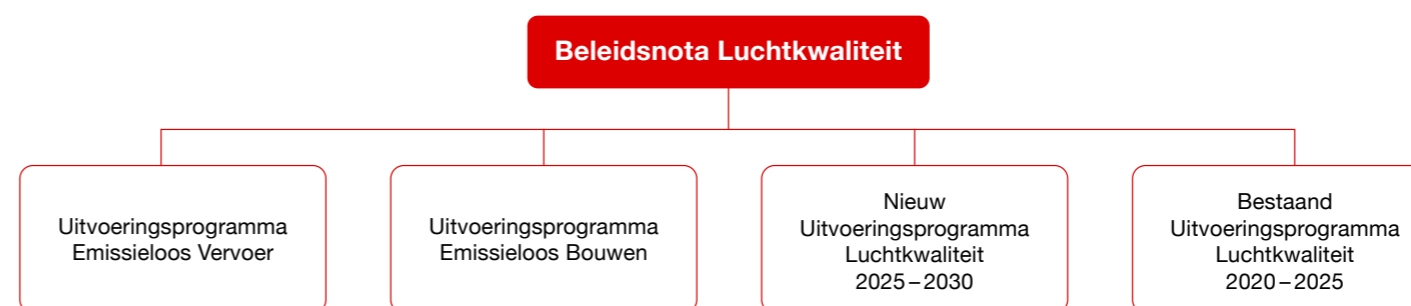 Beleidsnota Luchtkwaliteit
Uitvoeringsprogramma
Emissieloos Vervoer
Uitvoeringsprogramma
Emissieloos Bouwen
Nieuw
Uitvoeringsprogramma
Luchtkwaliteit
2025–2030
Bestaand
Uitvoeringsprogramma
Luchtkwaliteit
2020–2025